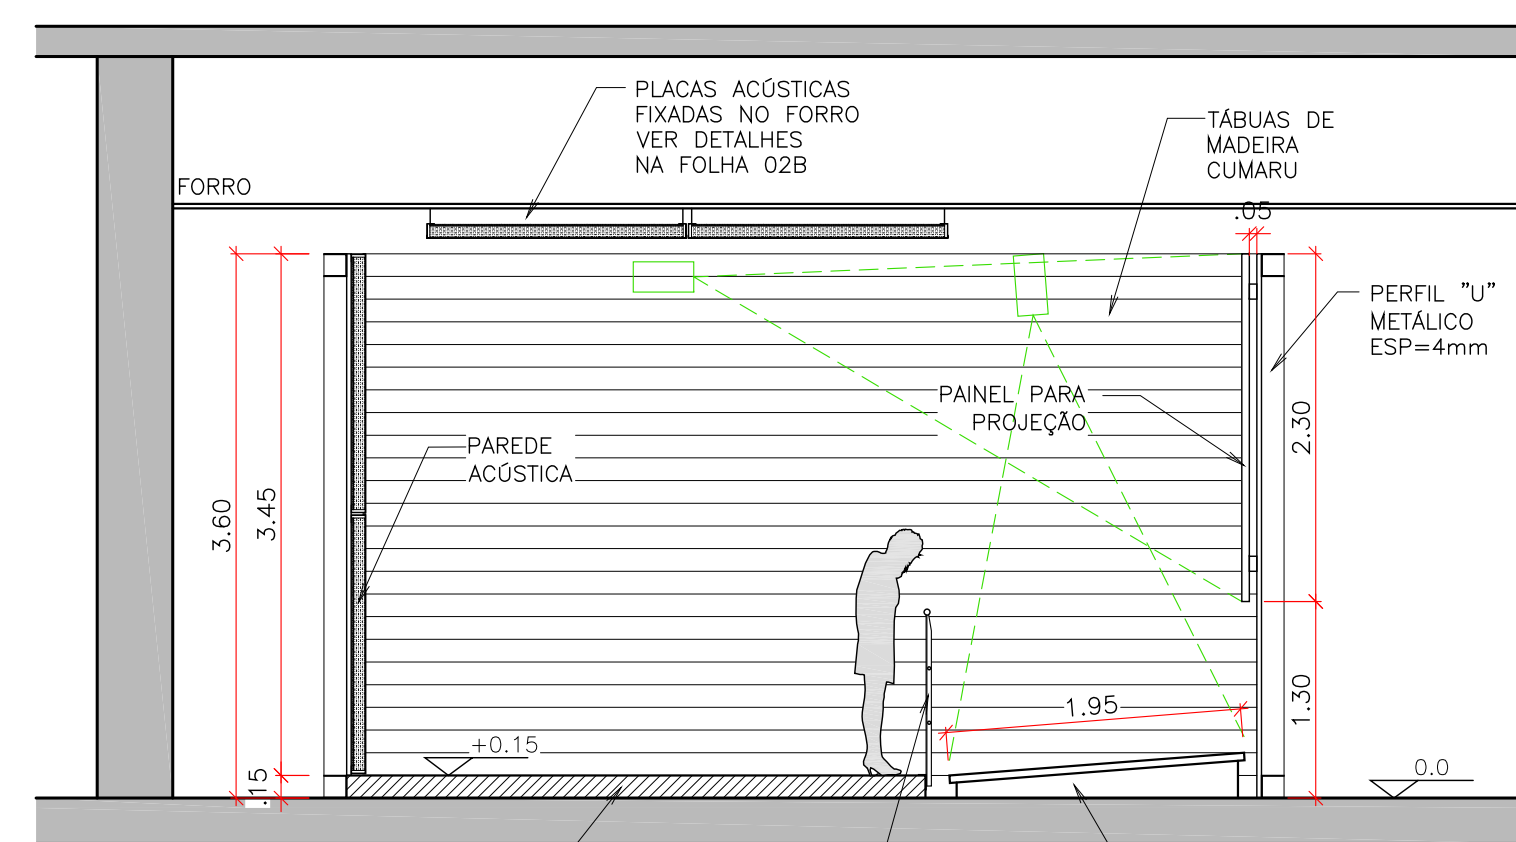 PLACAS ACÚSTICAS
FIXADAS NO FORRO
VER DETALHES
NA FOLHA 02B
TÁBUAS DE
MADEIRA
CUMARU
FORRO
.05
PERFIL "U"
METÁLICO
ESP=4mm
PAINEL PARA
PROJEÇÃO
2.30
PAREDE
ACÚSTICA
3.60
3.45
1.30
1.95
+0.15
.15
0.0